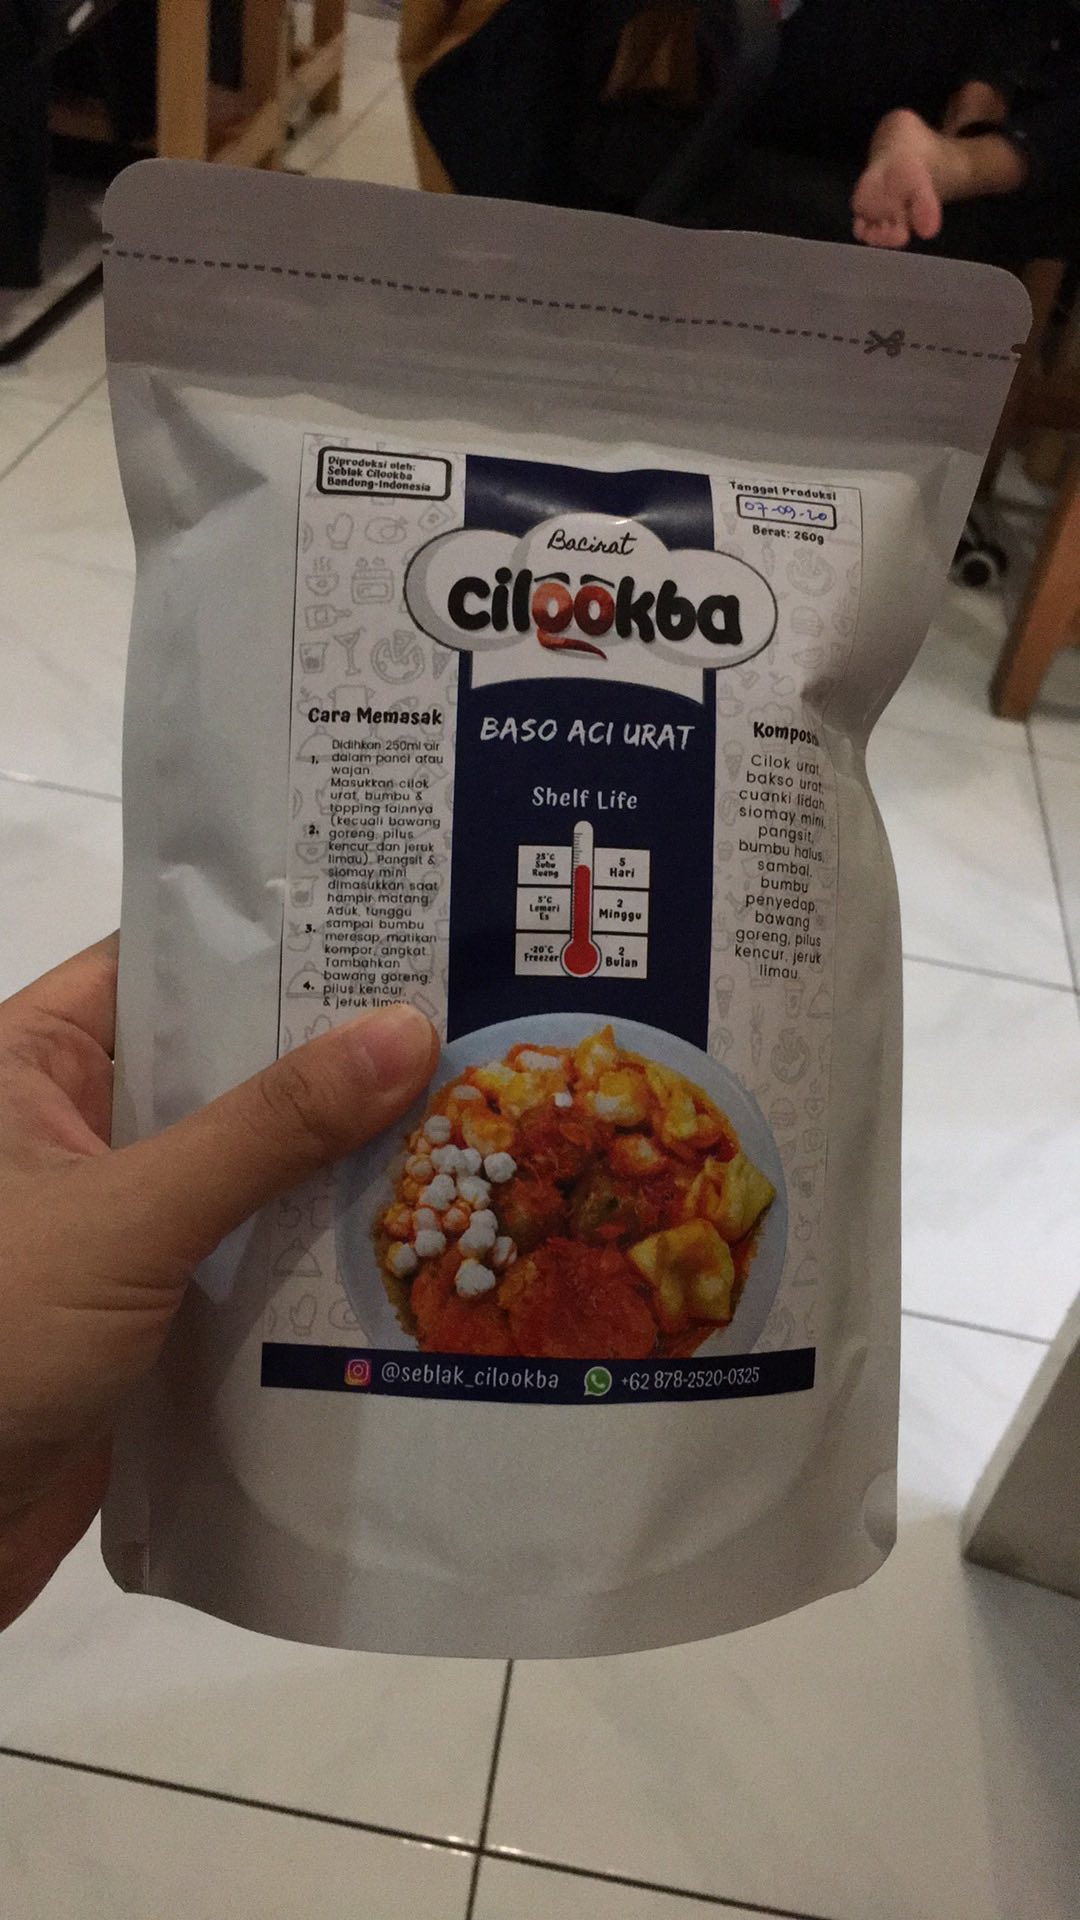 Diproduksi oleh:
Seblak Cilookba
Bandung-Indonesia
Tanggal Produksi
07-09-20
Berat: 260g
Bacirat
cilookba
BASO ACI URAT
Shelf Life
25°C
Suhu
Ruang
5
Hari
5°C
Lemari
Es
2
Minggu
-20°C
Freezer
2
Bulan
Cara Memasak
1. Didihkan 250ml air
dalam panci atau
wajan.
2. Masukkan cilok
urat, bumbu &
topping lainnya
(kecuali bawang
goreng, pilus
kencur, dan jeruk
limau). Pangsit &
siomay mini
dimasukkan saat
hampir matang.
3. Aduk, tunggu
sampai bumbu
meresap, matikan
kompor, angkat.
4. Tambahkan
bawang goreng,
pilus kencur,
& jeruk limau
Komposisi
Cilok urat,
bakso urat,
cuanki lidah,
siomay mini,
pangsit,
bumbu halus,
sambal,
bumbu
penyedap,
bawang
goreng, pilus
kencur, jeruk
limau.
@seblak_cilookba
+62 878-2520-0325